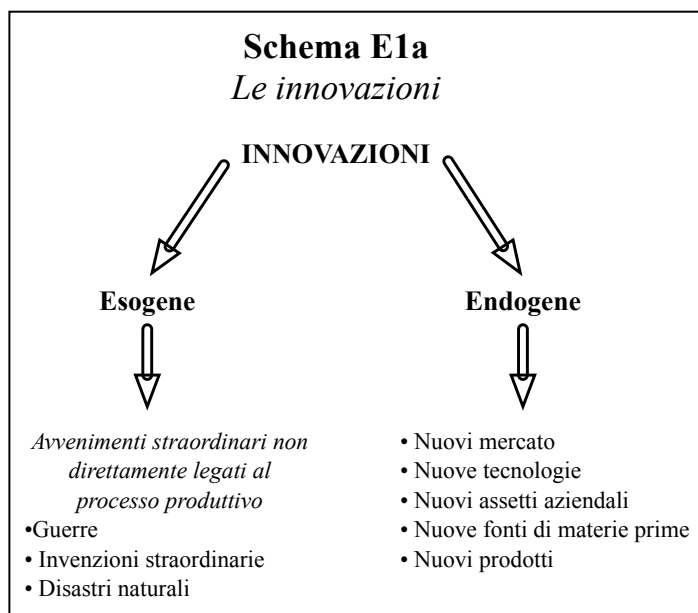 Schema E1a
Le innovazioni
INNOVAZIONI
Esogene
Endogene
Avvenimenti straordinari non
direttamente legati al
processo produttivo
•Guerre
• Invenzioni straordinarie
• Disastri naturali
• Nuovi mercato
• Nuove tecnologie
• Nuovi assetti aziendali
• Nuove fonti di materie prime
• Nuovi prodotti